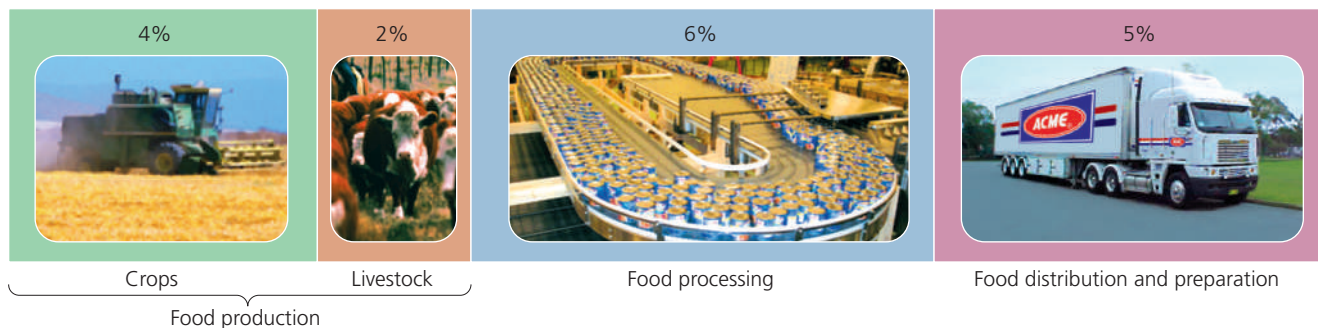 4% 2% 6% 5%
ACME
Crops Livestock Food processing Food distribution and preparation
Food production